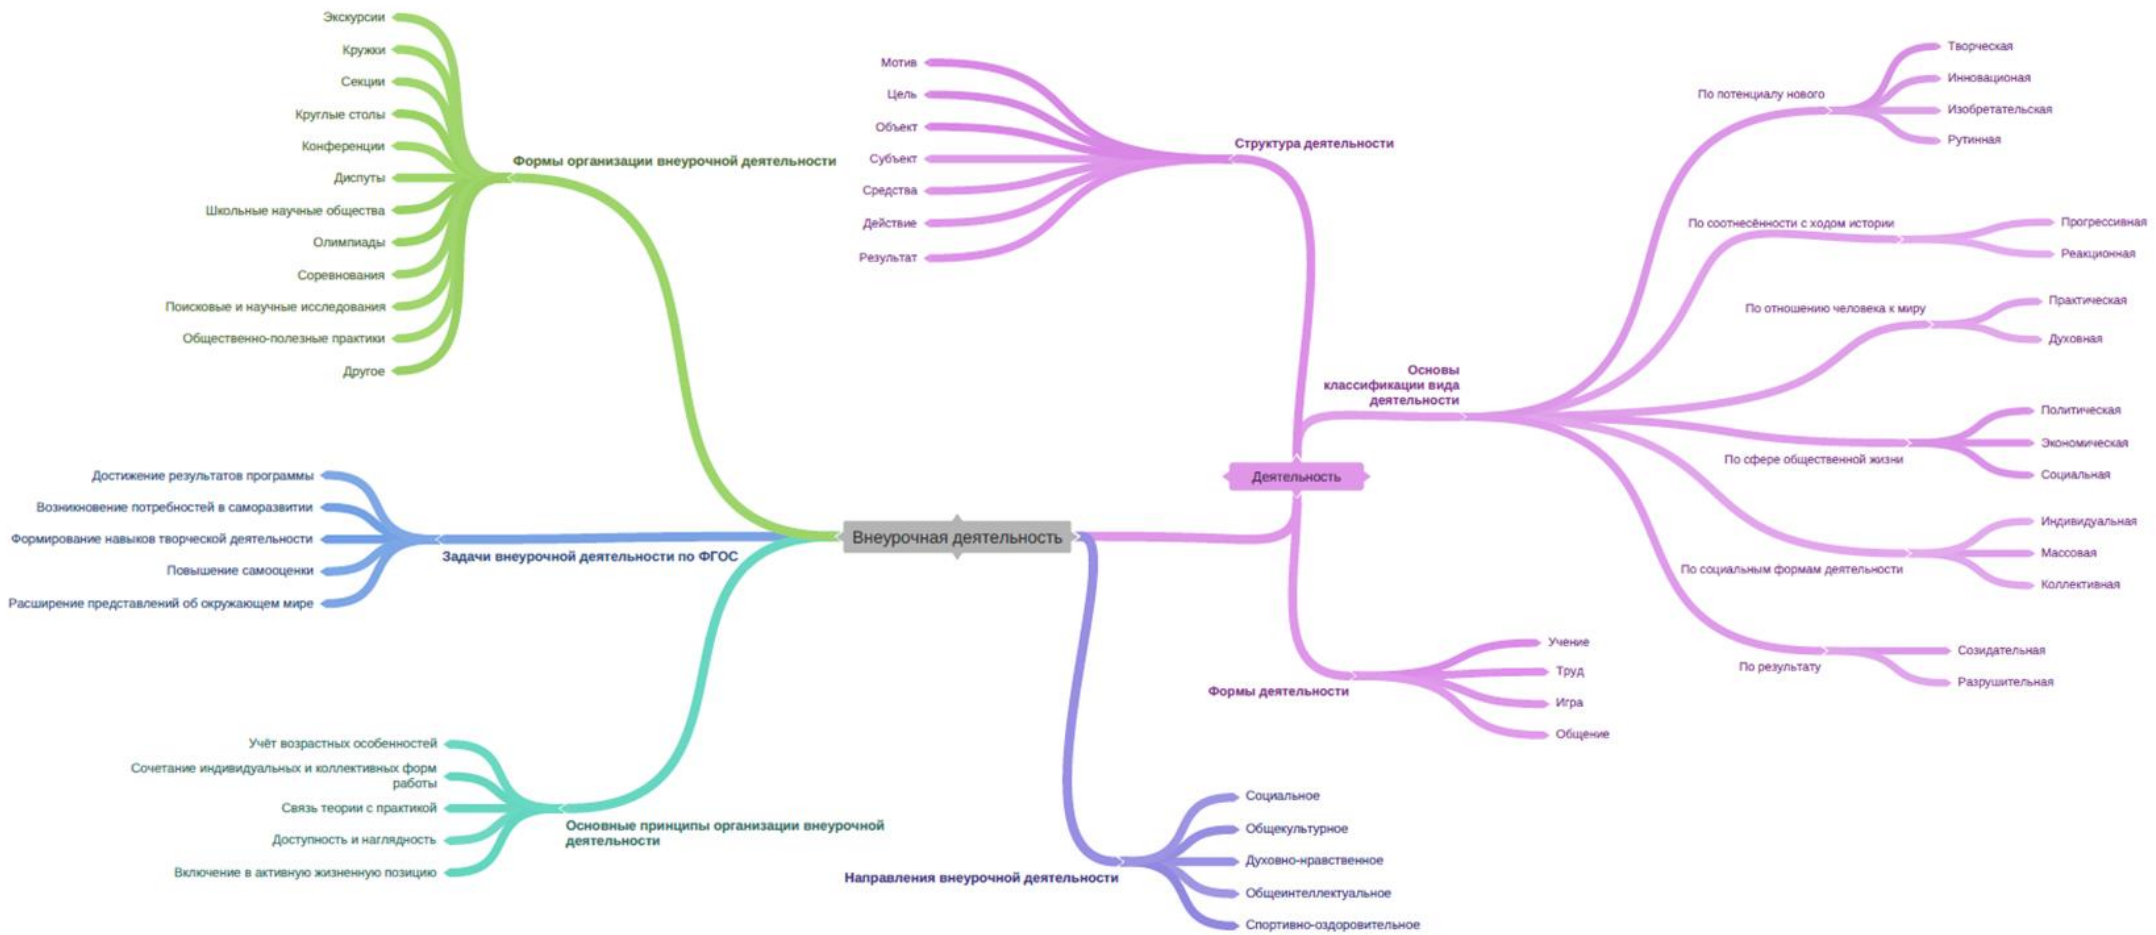 Внеурочная деятельность
Формы организации внеурочной деятельности
Экскурсии
Кружки
Секции
Круглые столы
Конференции
Диспуты
Школьные научные общества
Олимпиады
Соревнования
Поисковые и научные исследования
Общественно-полезные практики
Другое
Задачи внеурочной деятельности по ФГОС
Достижение результатов программы
Возникновение потребностей в саморазвитии
Формирование навыков творческой деятельности
Повышение самооценки
Расширение представлений об окружающем мире
Основные принципы организации внеурочной
деятельности
Учёт возрастных особенностей
Сочетание индивидуальных и коллективных форм
работы
Связь теории с практикой
Доступность и наглядность
Включение в активную жизненную позицию
Деятельность
Структура деятельности
Мотив
Цель
Объект
Субъект
Средства
Действие
Результат
Основы
классификации вида
деятельности
По потенциалу нового
Творческая
Инновационая
Изобретательская
Рутинная
По соотнесённости с ходом истории
Прогрессивная
Реакционная
По отношению человека к миру
Практическая
Духовная
По сфере общественной жизни
Политическая
Экономическая
Социальная
По социальным формам деятельности
Индивидуальная
Массовая
Коллективная
По результату
Созидательная
Разрушительная
Формы деятельности
Учение
Труд
Игра
Общение
Направления внеурочной деятельности
Социальное
Общекультурное
Духовно-нравственное
Общеинтеллектуальное
Спортивно-оздоровительное